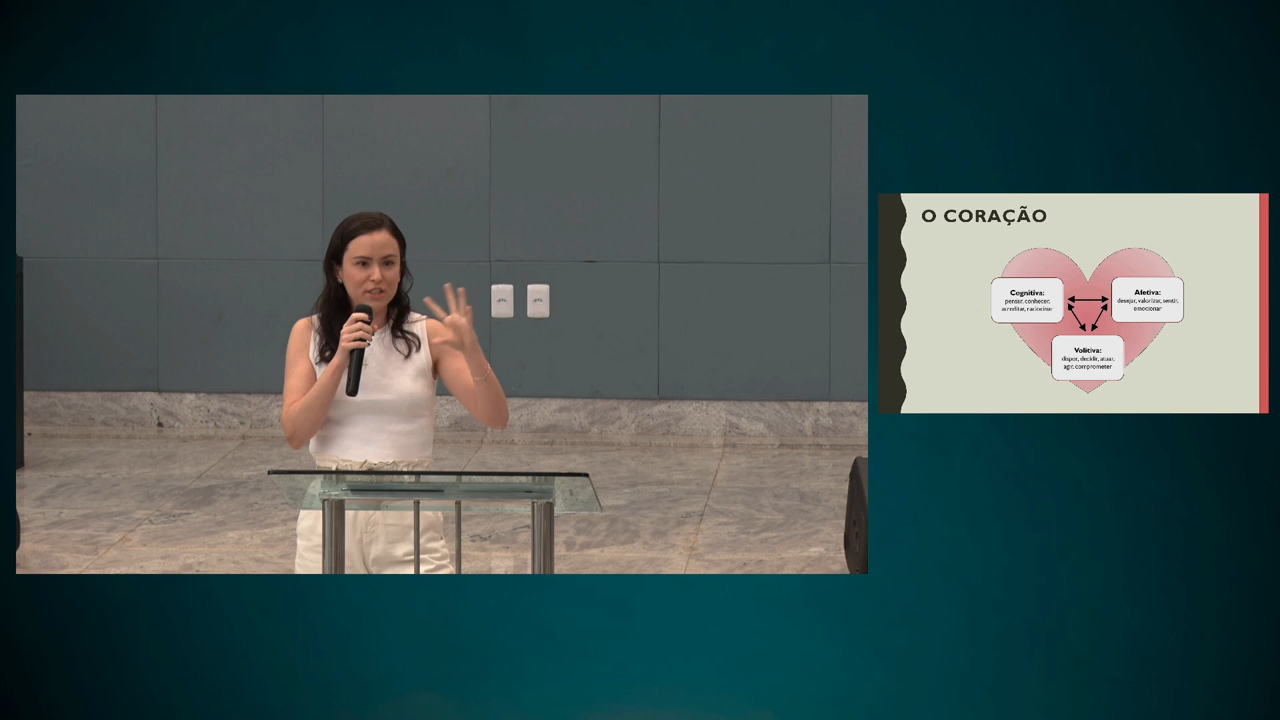 O CORAÇÃO
Cognitiva:
pensar, conhecer,
acreditar, raciocinar
Afetiva:
desejar, valorizar, sentir,
emocionar
Volitiva:
dispor, decidir, atuar,
agir, comprometer